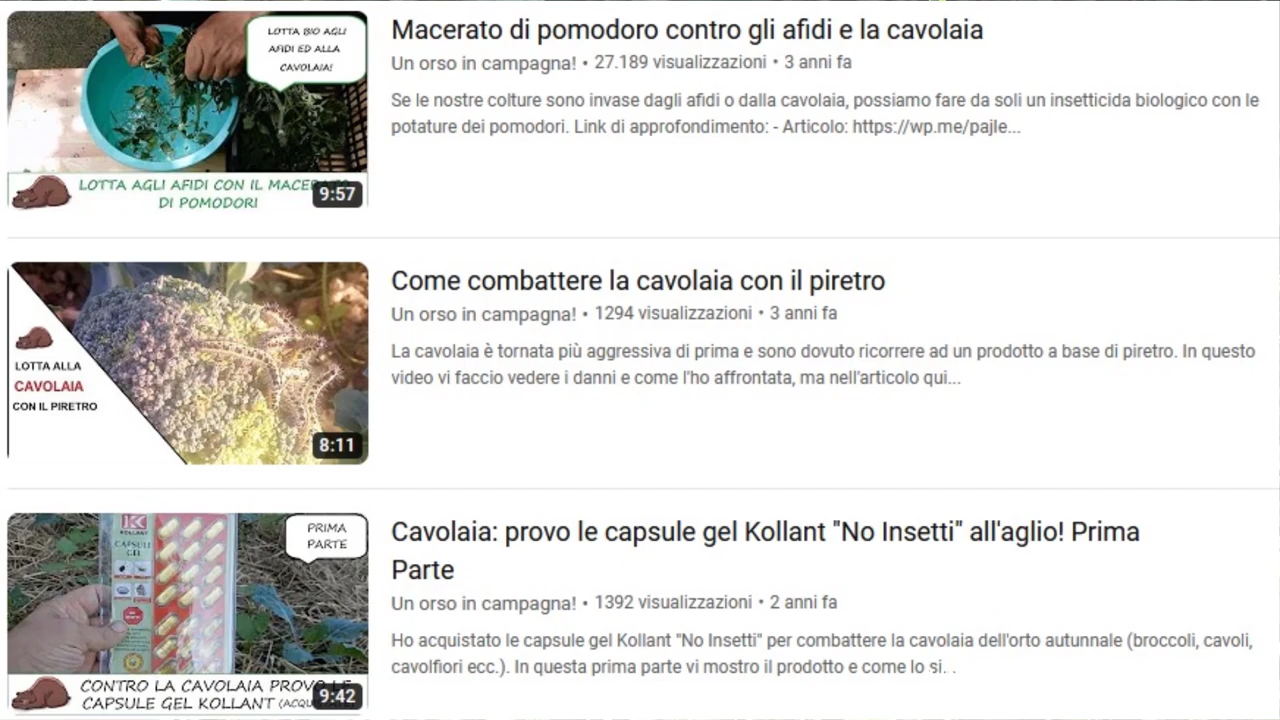 LOTTA BIO AGLI
AFIDI ED ALLA
CAVOLAIA!
LOTTA AGLI AFIDI CON IL
DI POMODORI
9:57
Macerato di pomodoro contro gli afidi e la cavolaia
Un orso in campagna! • 27.189 visualizzazioni • 3 anni fa
Se le nostre colture sono invase dagli afidi o dalla cavolaia, possiamo fare da soli un insetticida biologico con le
potature dei pomodori. Link di approfondimento: - Articolo: https://wp.me/pajle...
LOTTA ALLA
CAVOLAIA
CON IL PIRETRO
8:11
Come combattere la cavolaia con il piretro
Un orso in campagna! • 1294 visualizzazioni • 3 anni fa
La cavolaia è tornata più aggressiva di prima e sono dovuto ricorrere ad un prodotto a base di piretro. In questo
video vi faccio vedere i danni e come l'ho affrontata, ma nell'articolo qui...
KOLLANT
CAPSULE
GEL
PRIMA
PARTE
CONTRO LA CAVOLAIA PROVO LE
CAPSULE GEL KOLLANT
9:42
Cavolaia: provo le capsule gel Kollant "No Insetti" all'aglio! Prima
Parte
Un orso in campagna! • 1392 visualizzazioni • 2 anni fa
Ho acquistato le capsule gel Kollant "No Insetti" per combattere la cavolaia dell'orto autunnale (broccoli, cavoli,
cavolfiori ecc.). In questa prima parte vi mostro il prodotto e come lo si. .